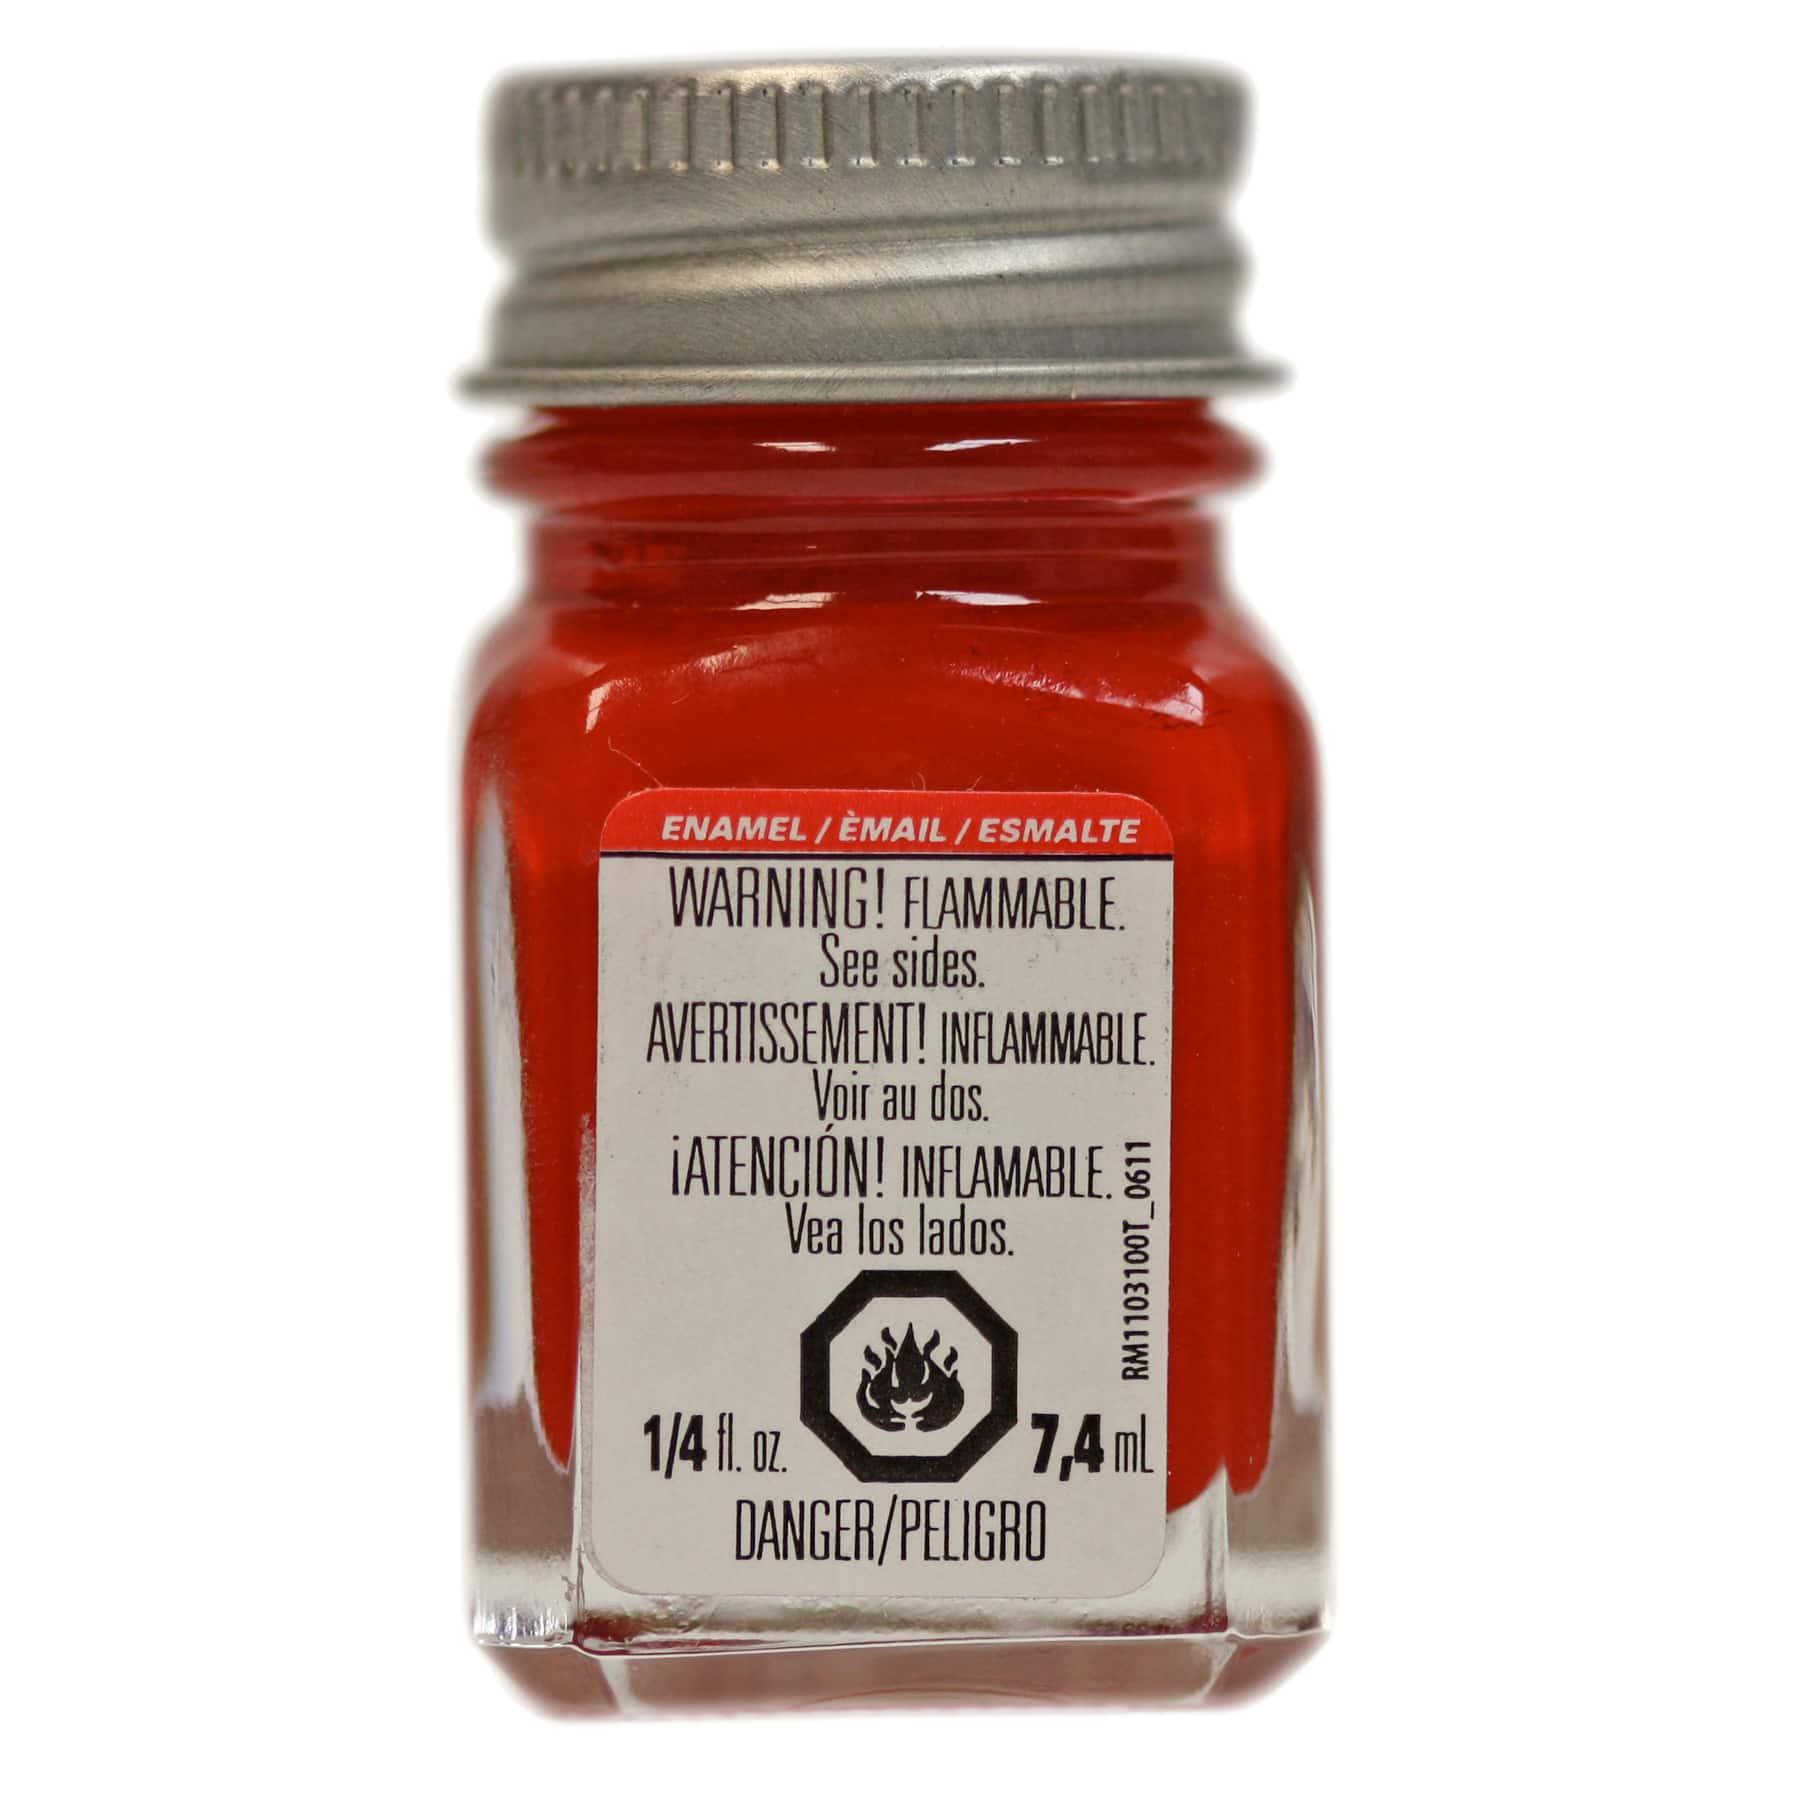 ENAMEL / ÈMAIL / ESMALTE
WARNING! FLAMMABLE.
See sides.
AVERTISSEMENT! INFLAMMABLE.
Voir au dos.
¡ATENCIÓN! INFLAMABLE.
Vea los lados.
RM1103100T_0611
1/4 fl. oz. 7,4 mL
DANGER/PELIGRO